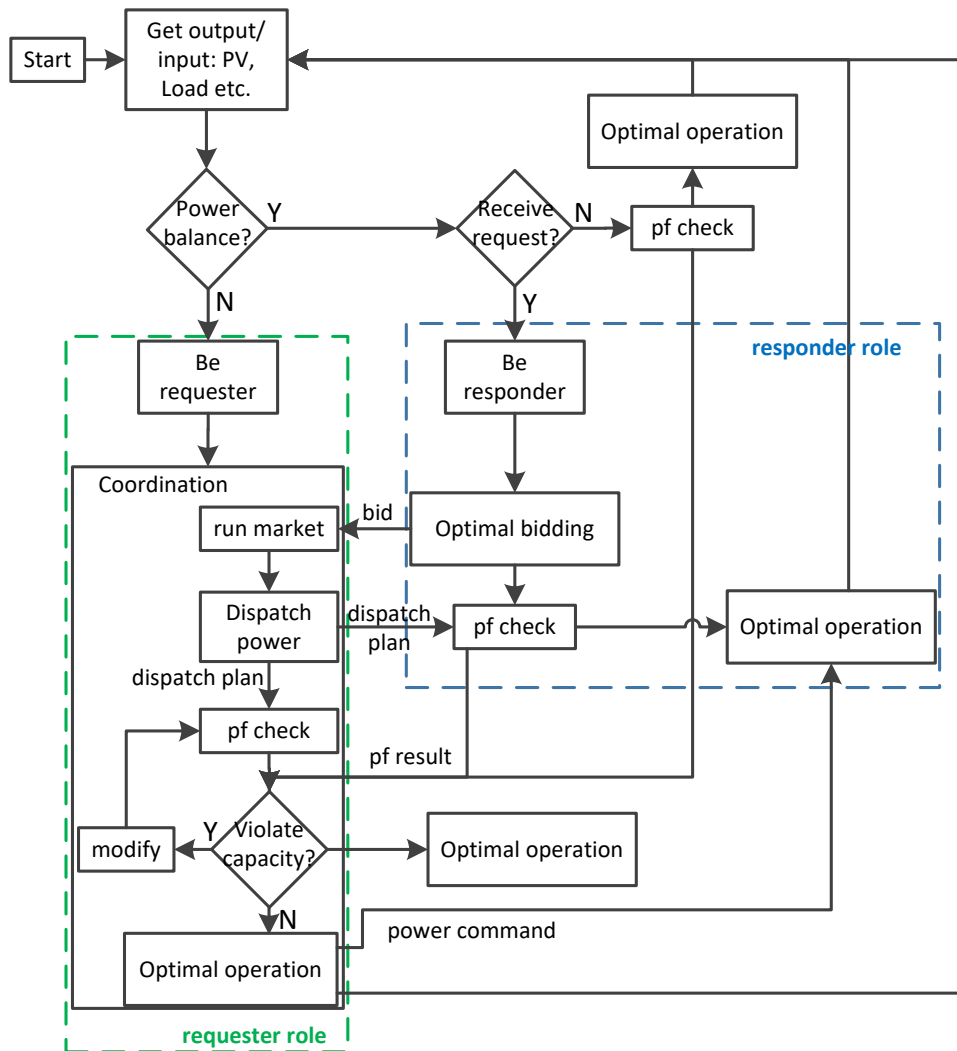 Get output/
input: PV,
Load etc.
Start
Optimal operation
Power
balance?
Y
Receive
request?
N
pf check
N
Y
responder role
Be
requester
Be
responder
Coordination
run market
bid
Optimal bidding
Dispatch
power
dispatch
plan
pf check
Optimal operation
dispatch plan
pf check
pf result
modify
Y
Violate
capacity?
Optimal operation
N
power command
Optimal operation
requester role